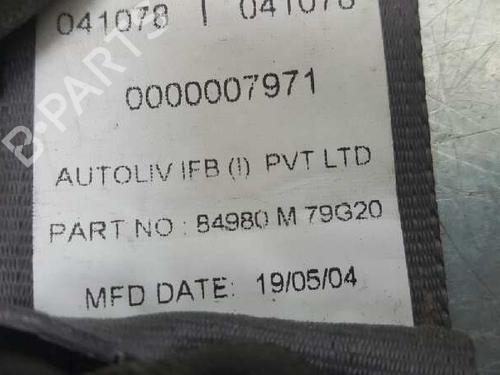 041078 | 041078
0000007971
AUTOLIV IFB (I) PVT LTD
PART NO : 84980 M 79G20
MFD DATE: 19/05/04
B-PARTS